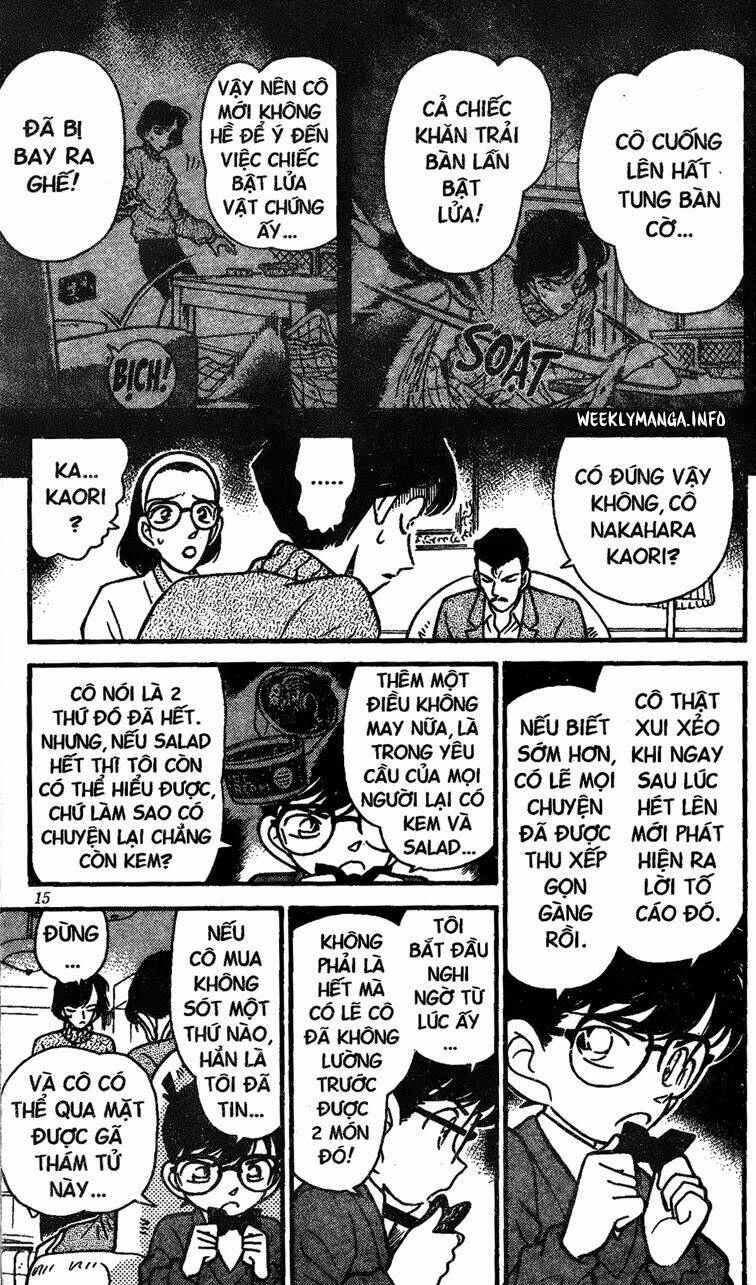 CÔ CUỐNG
LÊN HẤT
TUNG BÀN
CỜ...
CẢ CHIẾC
KHĂN TRẢI
BÀN LẤN
BẬT
LỬA!
SOẠT
VẬY NÊN CÔ
MỚI KHÔNG
HỀ ĐỂ Ý ĐẾN
VIỆC CHIẾC
BẬT LỬA
VẬT CHỨNG
ẤY...
ĐÃ BỊ
BAY RA
GHẾ!
BỊCH!
WEEKLYMANGA.INFO
CÓ ĐÚNG VẬY
KHÔNG, CÔ
NAKAHARA
KAORI?
.....
KA...
KAORI
?
CÔ THẬT
XUI XẺO
KHI NGAY
SAU LÚC
HÉT LÊN
MỚI PHÁT
HIỆN RA
LỜI TỐ
CÁO ĐÓ.
NẾU BIẾT
SỚM HƠN,
CÓ LẼ MỌI
CHUYỆN
ĐÃ ĐƯỢC
THU XẾP
GỌN
GÀNG
RỒI.
THÊM MỘT
ĐIỀU KHÔNG
MAY NỮA, LÀ
TRONG YÊU
CẦU CỦA MỌI
NGƯỜI LẠI CÓ
KEM VÀ
SALAD...
CÔ NÓI LÀ 2
THỨ ĐÓ ĐÃ HẾT.
NHƯNG, NẾU SALAD
HẾT THÌ TÔI CÒN
CÓ THỂ HIỂU ĐƯỢC,
CHỨ LÀM SAO CÓ
CHUYỆN LẠI CHẲNG
CÒN KEM?
15
TÔI
BẮT ĐẦU
NGHI
NGỜ TỪ
LÚC ẤY
...
KHÔNG
PHẢI LÀ
HẾT MÀ
CÓ LẼ CÔ
ĐÃ KHÔNG
LƯỜNG
TRƯỚC
ĐƯỢC
2 MÓN
ĐÓ!
NẾU
CÔ MUA
KHÔNG
SÓT MỘT
THỨ NÀO,
HẲN LÀ
TÔI ĐÃ
TIN...
ĐỪNG
...
VÀ CÔ CÓ
THỂ QUA MẶT
ĐƯỢC GÃ
THÁM TỬ
NÀY...